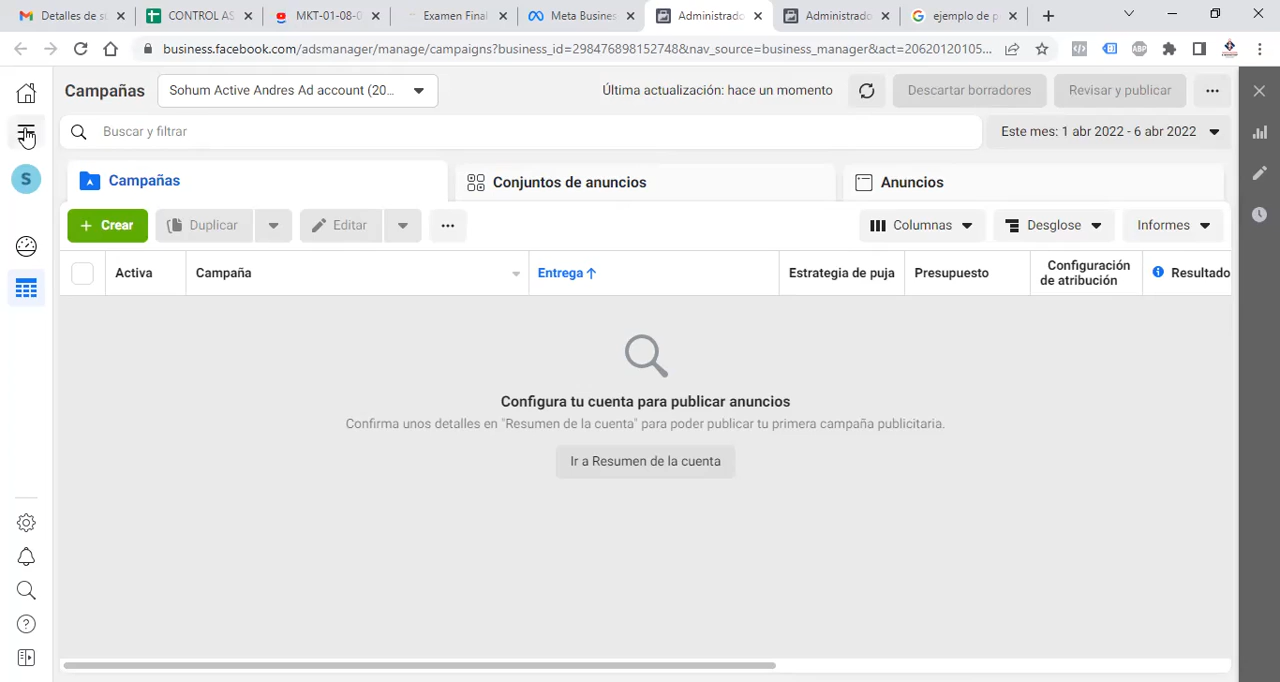 Detalles de si
CONTROL AS
MKT-01-08-0
Examen Final
Meta Busines
Administrado
Administrado
ejemplo de p
business.facebook.com/adsmanager/manage/campaigns?business_id=298476898152748&nav_source=business_manager&act=20620120105...
ABP
Campañas
Sohum Active Andres Ad account (20...
Última actualización: hace un momento
Descartar borradores
Revisar y publicar
Buscar y filtrar
Este mes: 1 abr 2022 - 6 abr 2022
S
Campañas
Conjuntos de anuncios
Anuncios
+ Crear
Duplicar
Editar
Columnas
Desglose
Informes
Activa
Campaña
Entrega↑
Estrategia de puja
Presupuesto
Configuración
de atribución
Resultado
Configura tu cuenta para publicar anuncios
Confirma unos detalles en "Resumen de la cuenta" para poder publicar tu primera campaña publicitaria.
Ir a Resumen de la cuenta